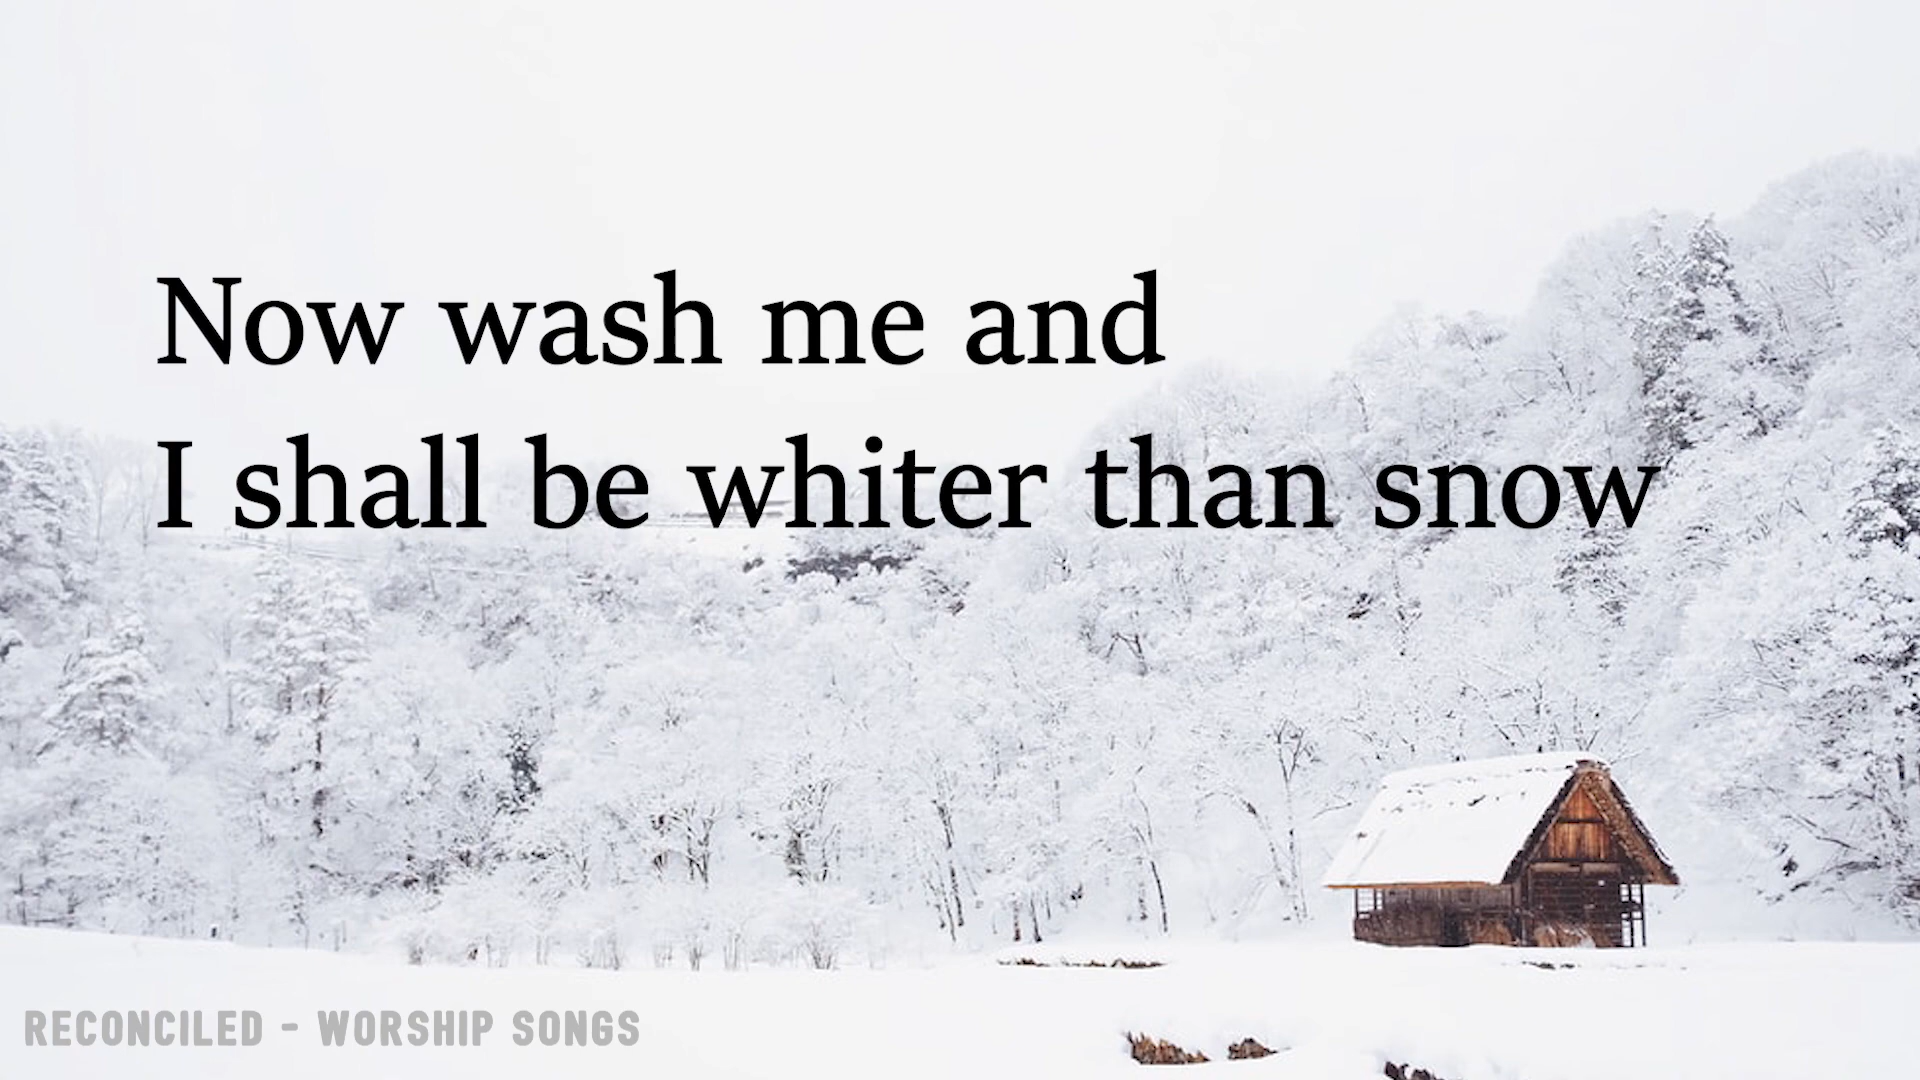 Now wash me and
I shall be whiter than snow
RECONCILED - WORSHIP SONGS